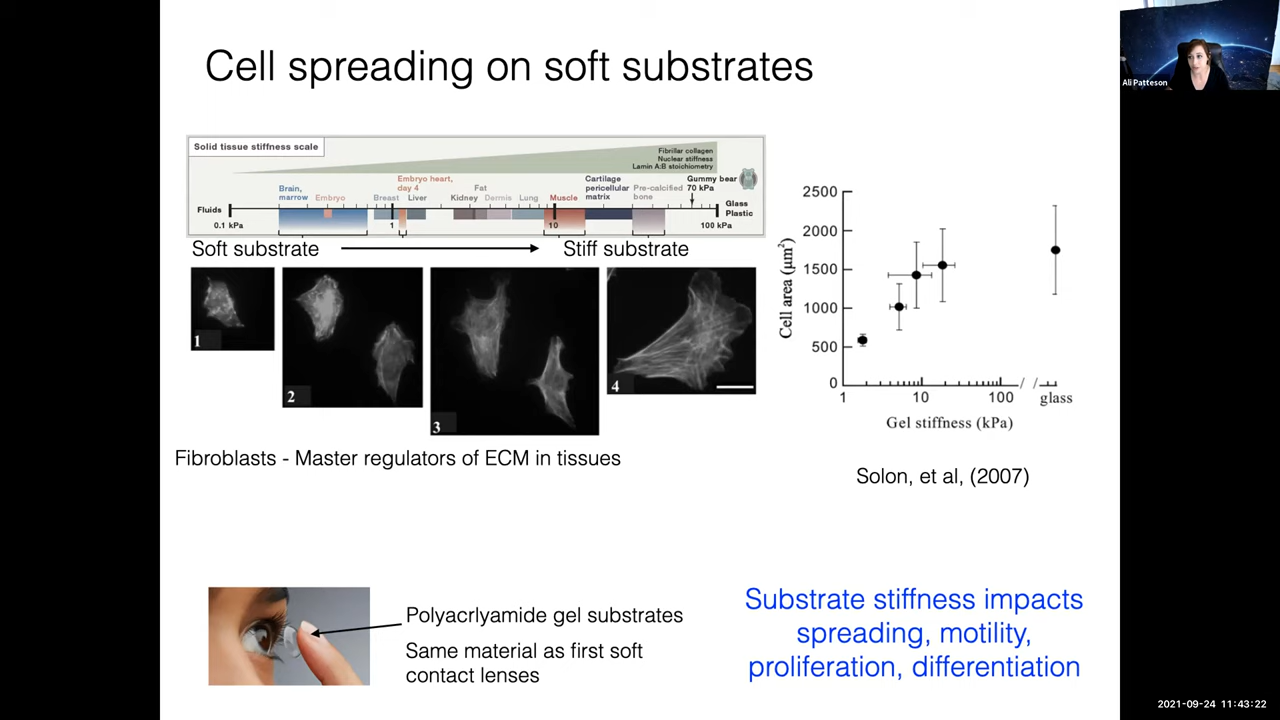 Cell spreading on soft substrates
Ali Patteson
Solid tissue stiffness scale
Fibrillar collagen
Nuclear stiffness
Lamin A:B stoichiometry
Brain,
marrow
Embryo
Breast
Embryo heart,
day 4
Liver
Kidney
Fat
Dermis
Lung
Muscle
Cartilage
pericellular
matrix
Pre-calcified
bone
Gummy bear
70 kPa
Fluids
Glass
Plastic
0.1 kPa
1
10
100 kPa
Soft substrate
Stiff substrate
1
2
3
4
2500
2000
1500
1000
500
0
Cell area (μm²)
1
10
100
glass
Gel stiffness (kPa)
Fibroblasts - Master regulators of ECM in tissues
Solon, et al, (2007)
Polyacrlyamide gel substrates
Same material as first soft
contact lenses
Substrate stiffness impacts
spreading, motility,
proliferation, differentiation
2021-09-24 11:43:22